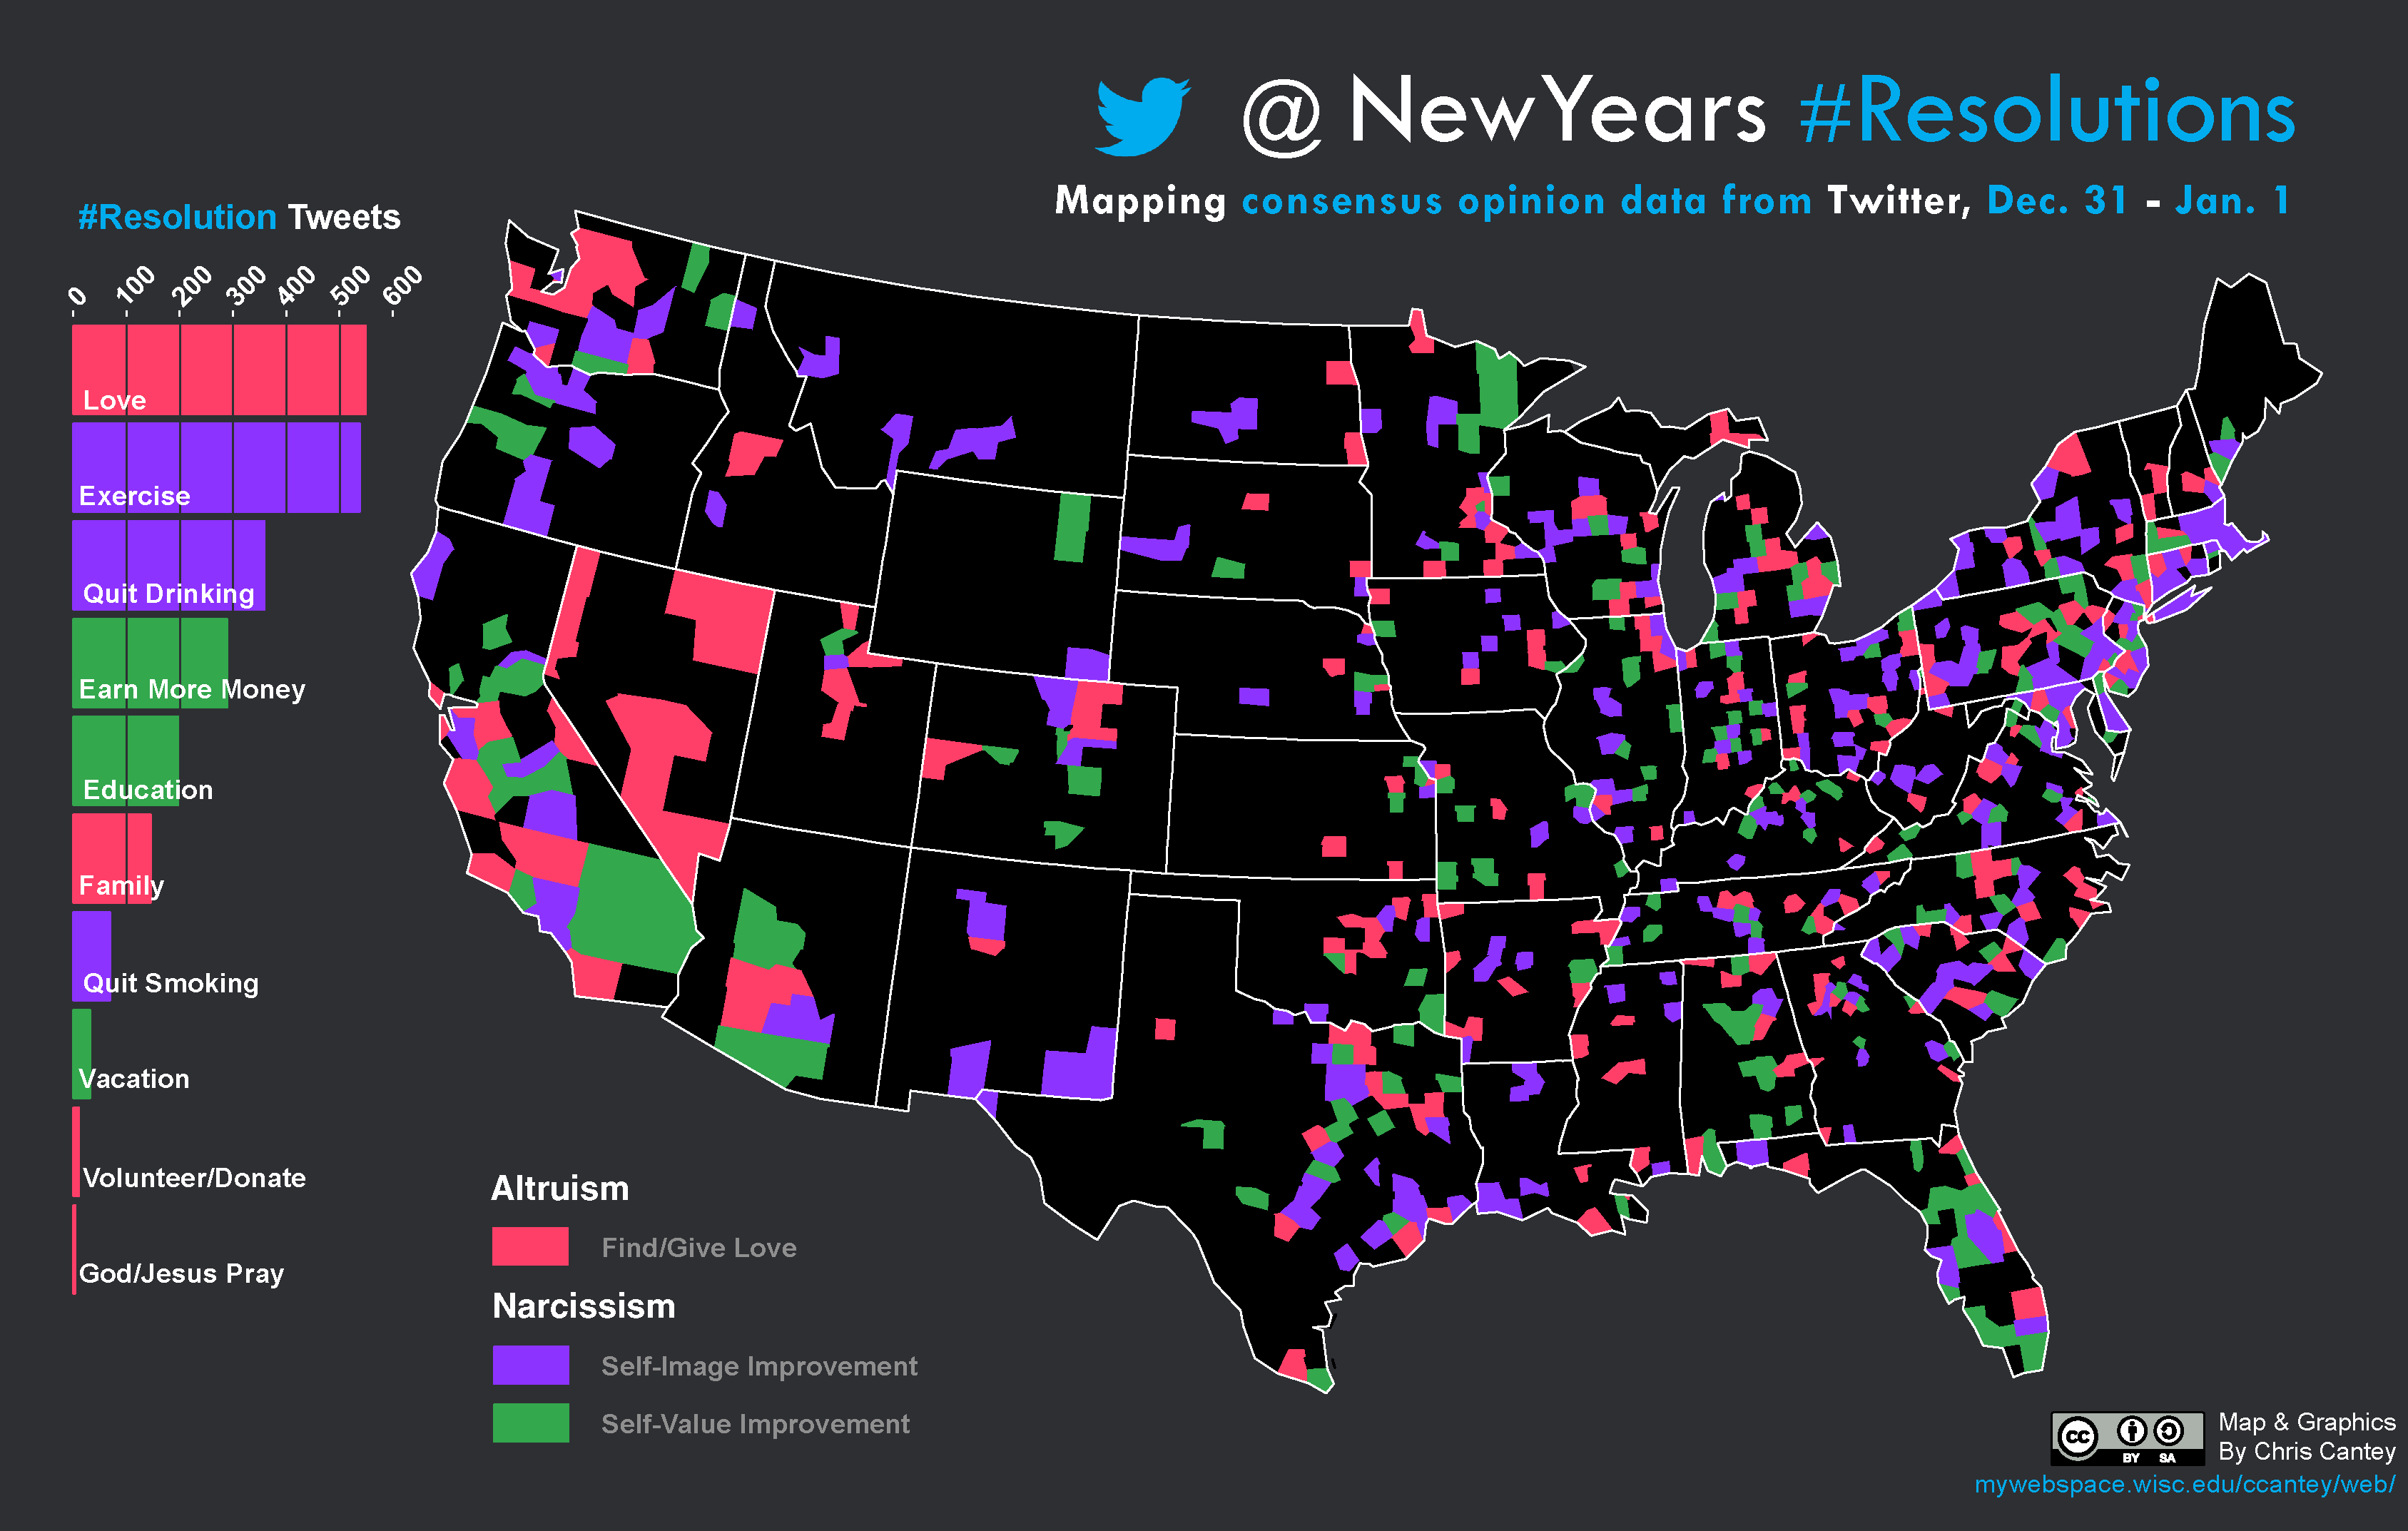 @ NewYears #Resolutions
Mapping consensus opinion data from Twitter, Dec. 31 - Jan. 1
#Resolution Tweets
0 100 200 300 400 500 600
Love
Exercise
Quit Drinking
Earn More Money
Education
Family
Quit Smoking
Vacation
Volunteer/Donate
God/Jesus Pray
Altruism
Find/Give Love
Narcissism
Self-Image Improvement
Self-Value Improvement
cc
BY SA
Map & Graphics
By Chris Cantey
mywebspace.wisc.edu/ccantey/web/